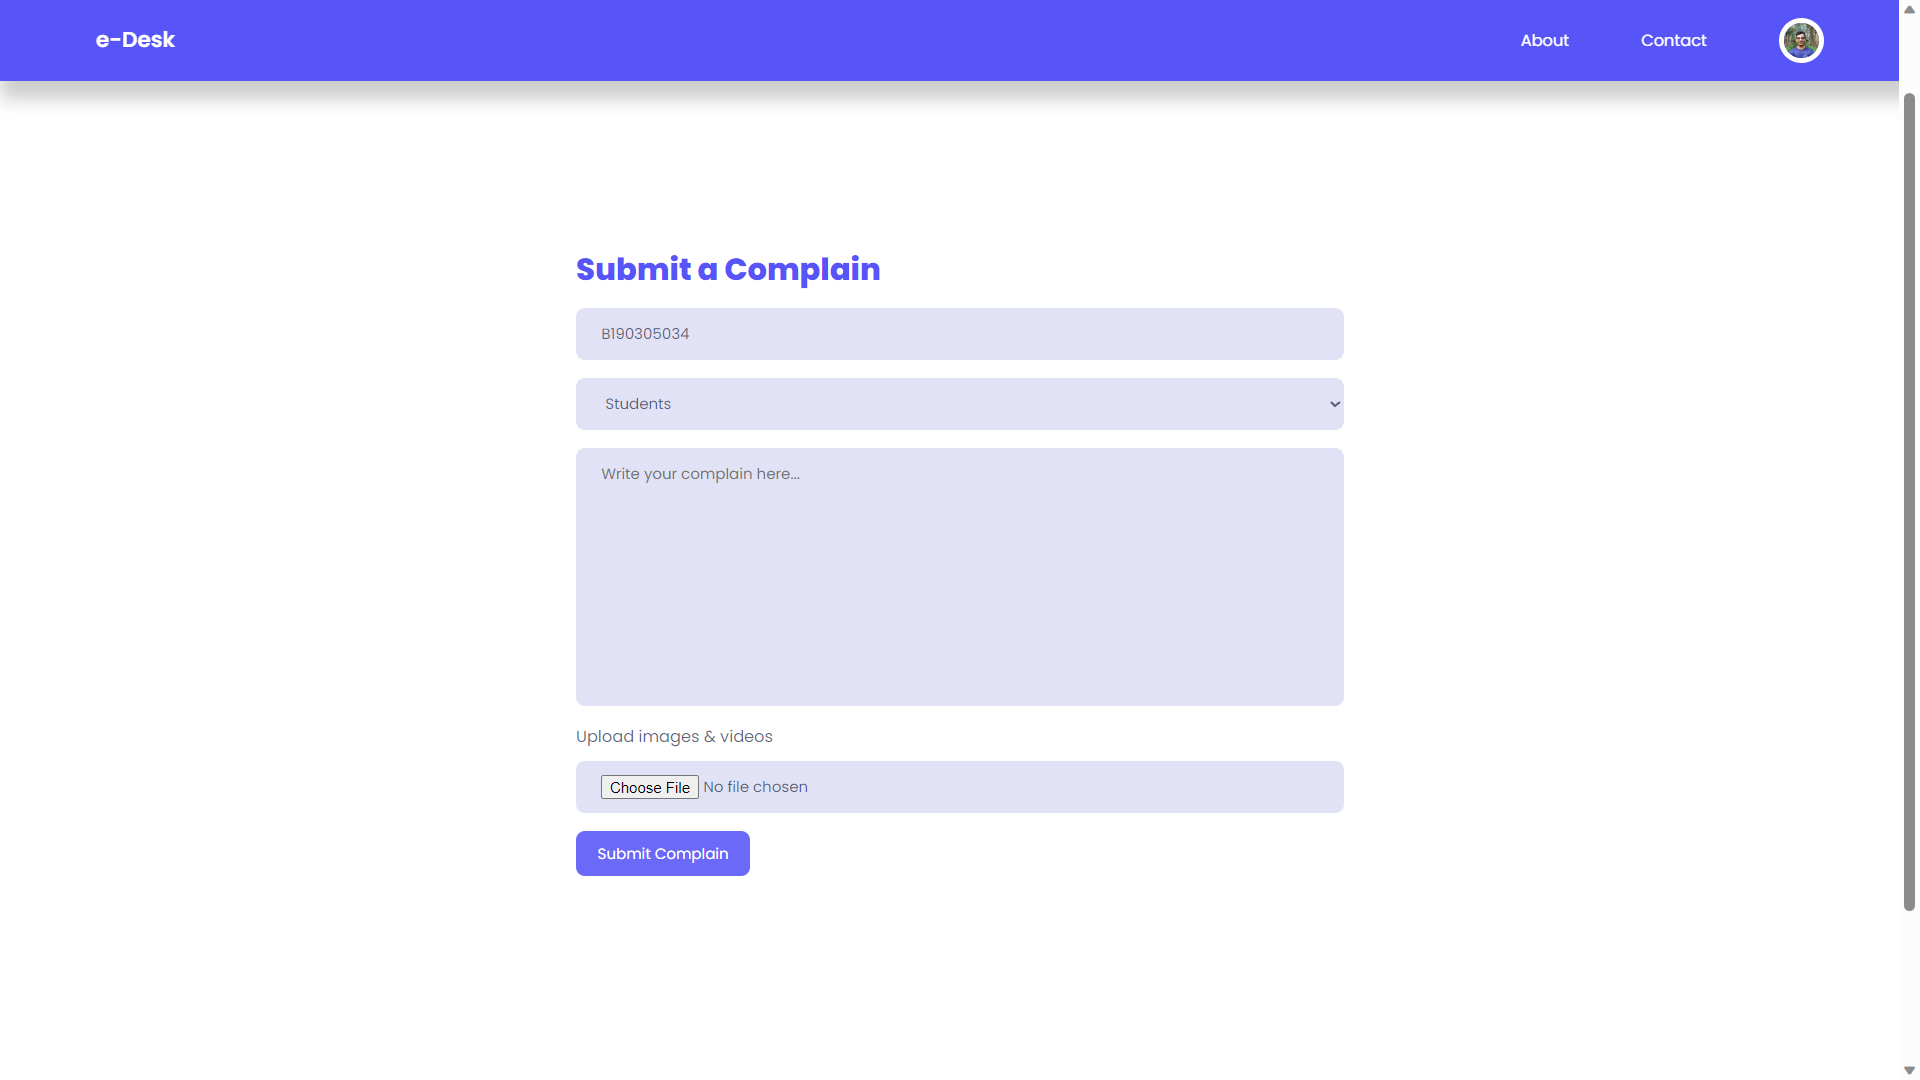 e-Desk
About
Contact
Submit a Complain
B190305034
Students
Write your complain here...
Upload images & videos
Choose File No file chosen
Submit Complain